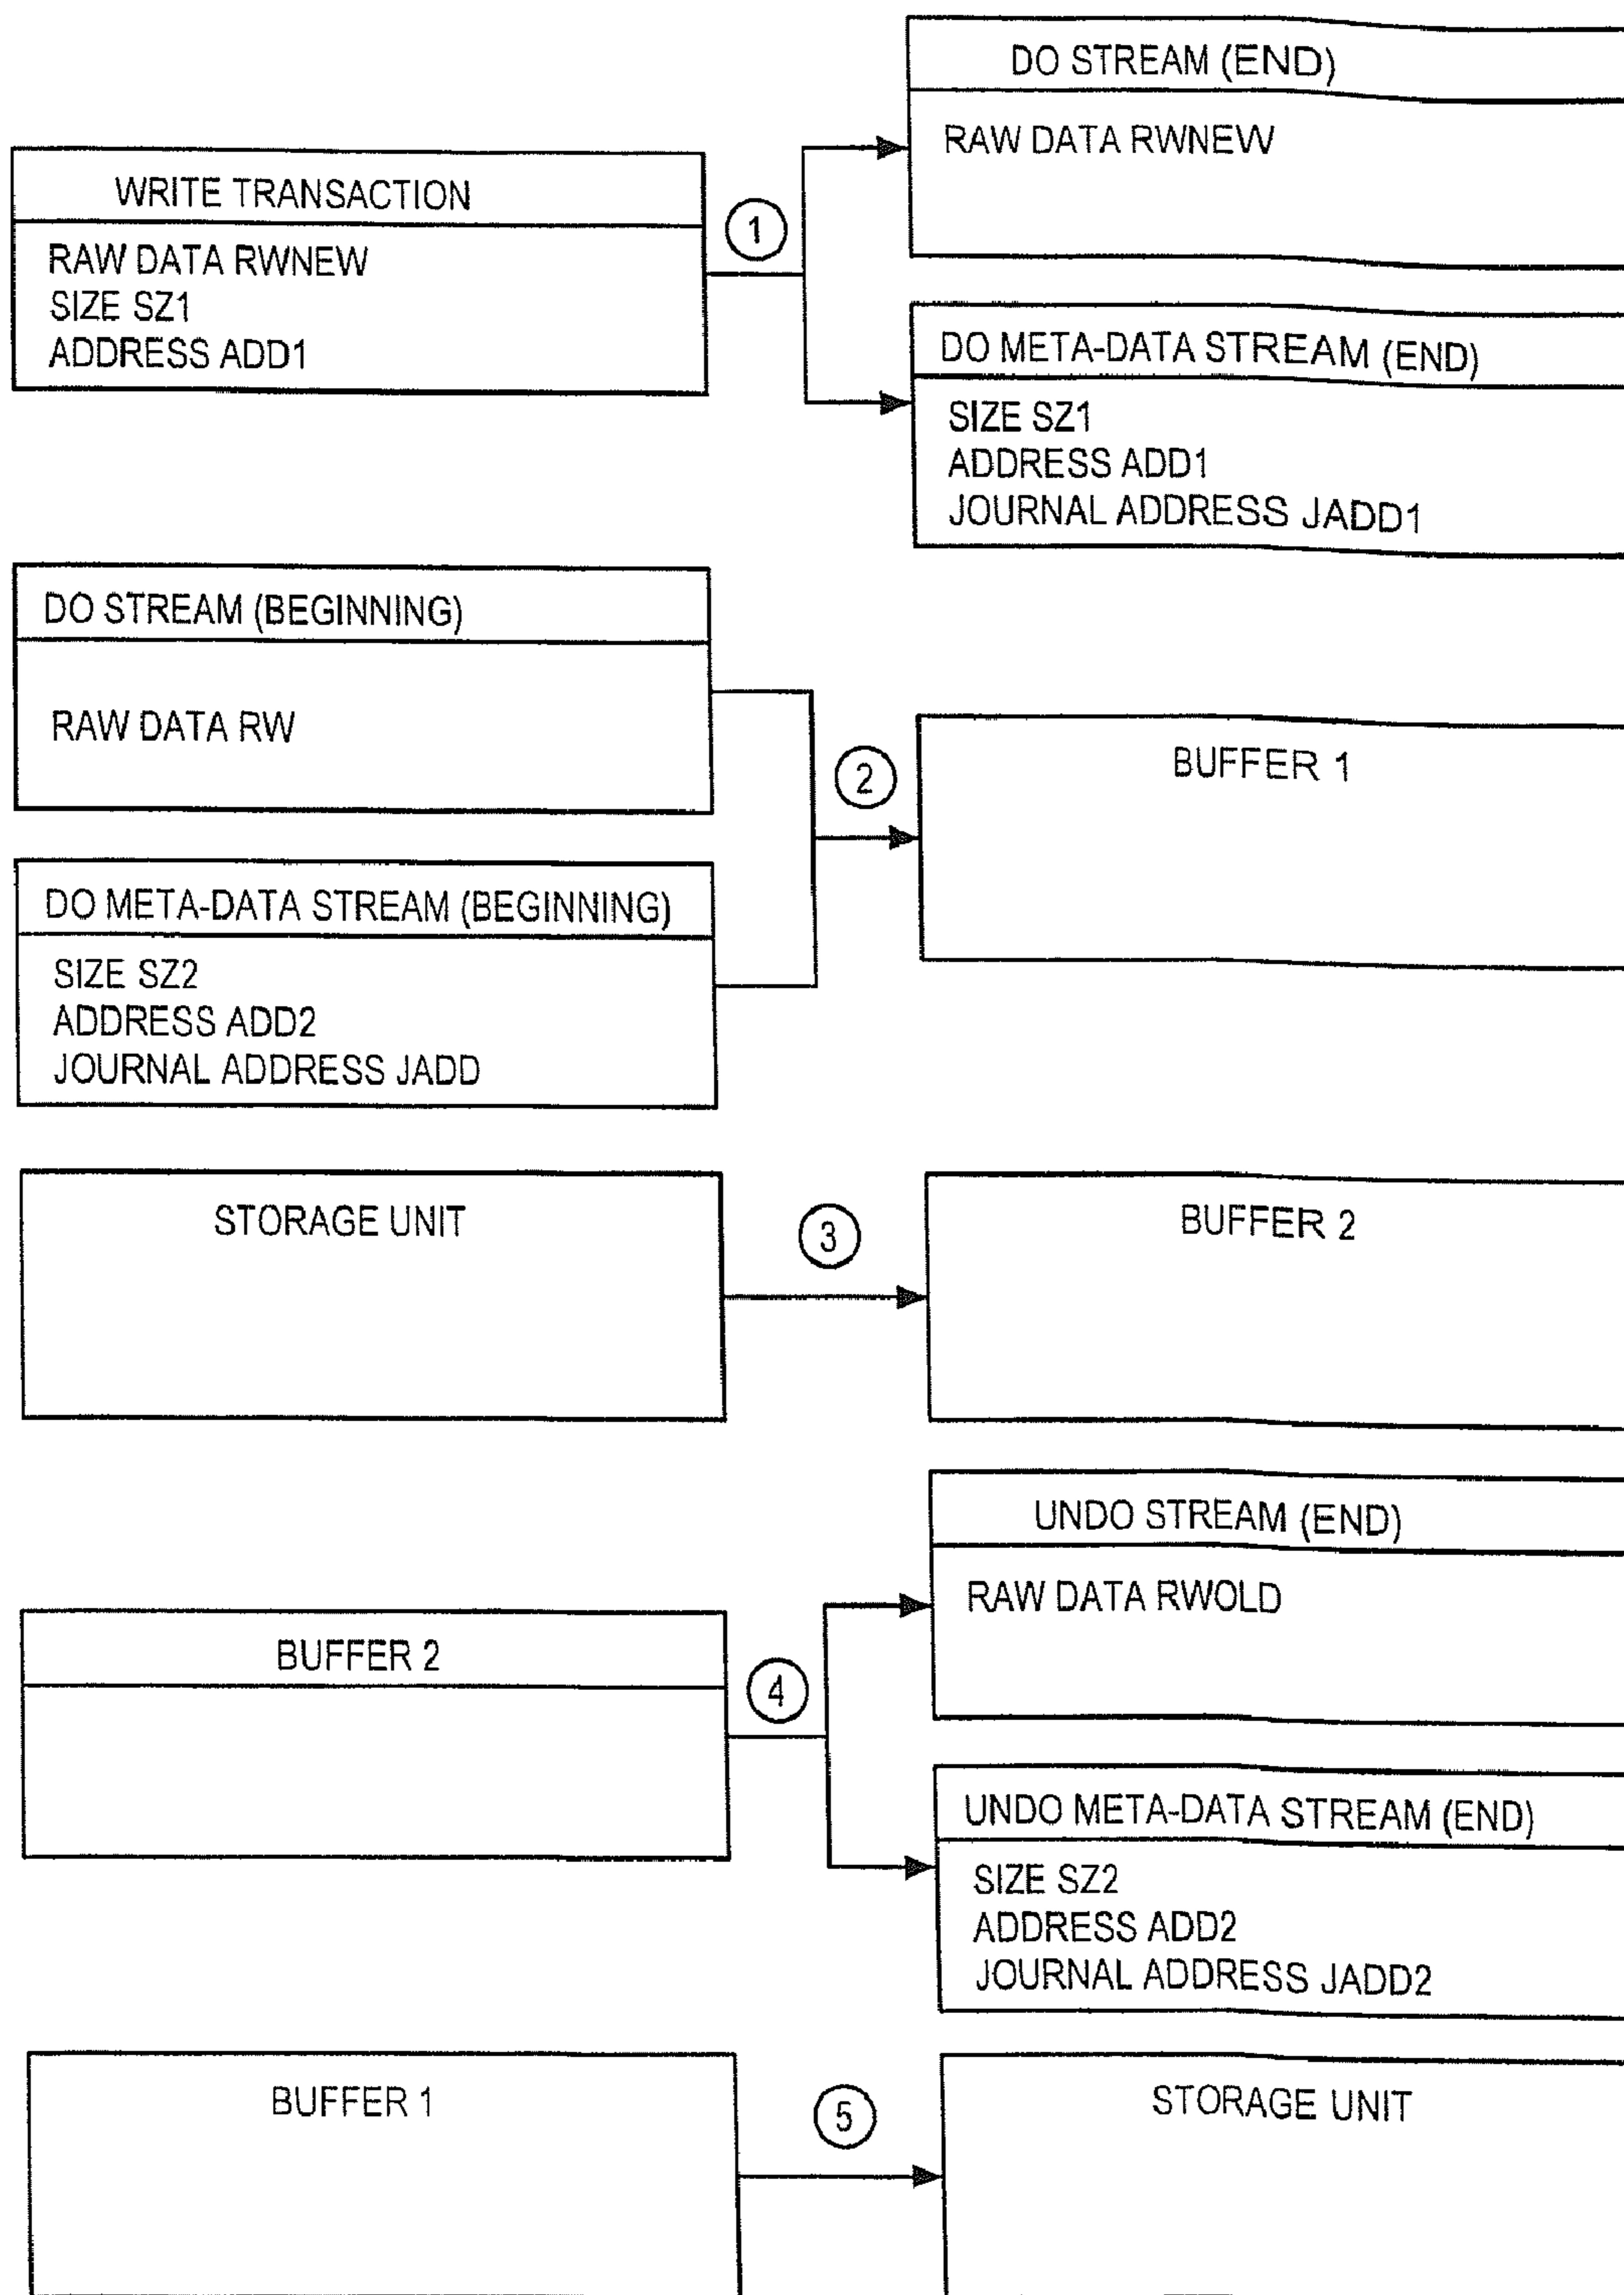 DO STREAM (END)
RAW DATA RWNEW
WRITE TRANSACTION
RAW DATA RWNEW
SIZE SZ1
ADDRESS ADD1
1
DO META-DATA STREAM (END)
SIZE SZ1
ADDRESS ADD1
JOURNAL ADDRESS JADD1
DO STREAM (BEGINNING)
RAW DATA RW
2
BUFFER 1
DO META-DATA STREAM (BEGINNING)
SIZE SZ2
ADDRESS ADD2
JOURNAL ADDRESS JADD
STORAGE UNIT
3
BUFFER 2
UNDO STREAM (END)
RAW DATA RWOLD
BUFFER 2
4
UNDO META-DATA STREAM (END)
SIZE SZ2
ADDRESS ADD2
JOURNAL ADDRESS JADD2
BUFFER 1
5
STORAGE UNIT